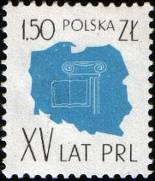 1,50 POLSKA ZŁ
XV LAT PRL